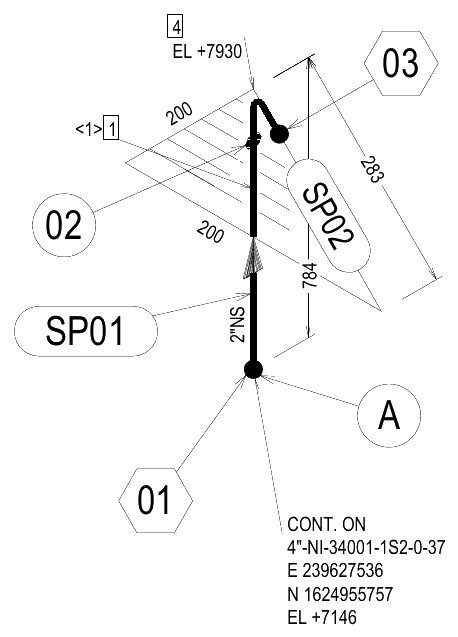 4
EL +7930
03
200
<1> 1
283
02
SP02
200
784
SP01
2"NS
A
01
CONT. ON
4"-NI-34001-1S2-0-37
E 239627536
N 1624955757
EL +7146